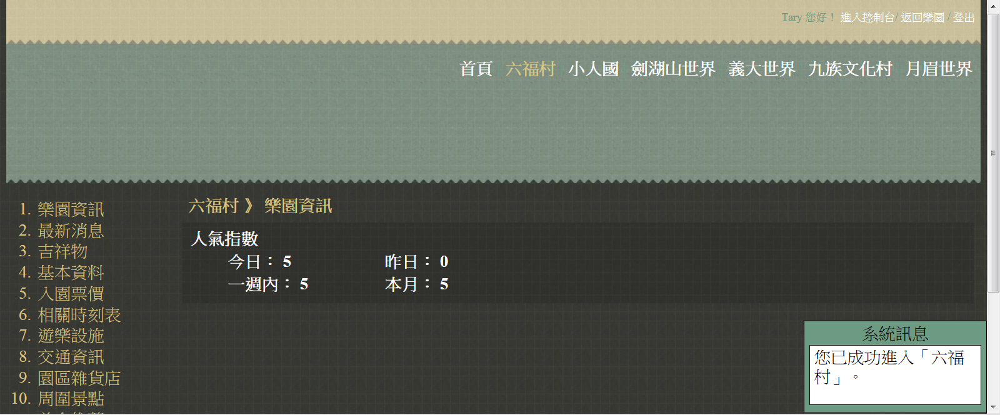 Tary 您好！ 進入控制台/ 返回樂園 / 登出
首頁 六福村 小人國 劍湖山世界 義大世界 九族文化村 月眉世界
1. 樂園資訊
2. 最新消息
3. 吉祥物
4. 基本資料
5. 入園票價
6. 相關時刻表
7. 遊樂設施
8. 交通資訊
9. 園區雜貨店
10. 周圍景點
六福村 》 樂園資訊
人氣指數
今日： 5 昨日： 0
一週內： 5 本月： 5
系統訊息
您已成功進入「六福
村」。